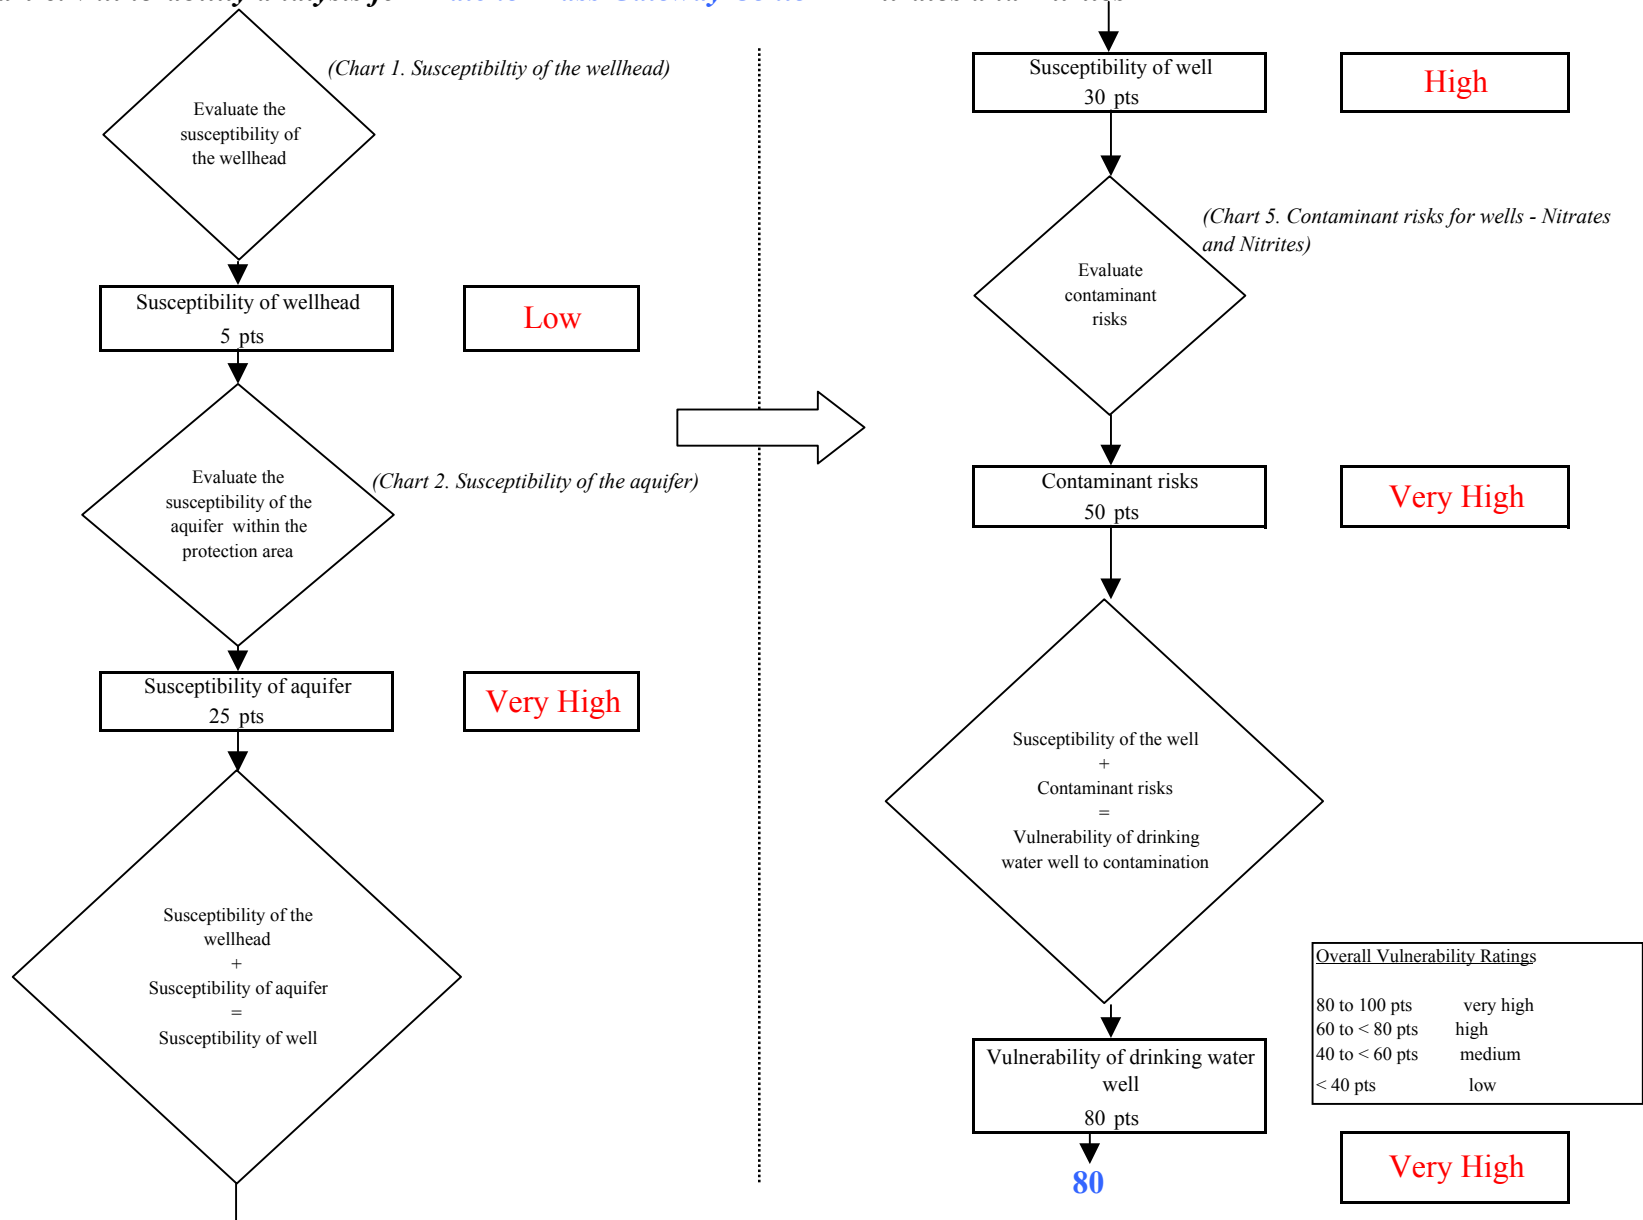 (Chart 1. Susceptibiltiy of the wellhead)
Evaluate the
susceptibility of
the wellhead
Susceptibility of wellhead
5 pts
Low
Evaluate the
susceptibility of the
aquifer within the
protection area
(Chart 2. Susceptibility of the aquifer)
Susceptibility of aquifer
25 pts
Very High
Susceptibility of the
wellhead
+
Susceptibility of aquifer
=
Susceptibility of well
Susceptibility of well
30 pts
High
(Chart 5. Contaminant risks for wells - Nitrates
and Nitrites)
Evaluate
contaminant
risks
Contaminant risks
50 pts
Very High
Susceptibility of the well
+
Contaminant risks
=
Vulnerability of drinking
water well to contamination
Overall Vulnerability Ratings
80 to 100 pts very high
60 to < 80 pts high
40 to < 60 pts medium
< 40 pts low
Vulnerability of drinking water
well
80 pts
80
Very High